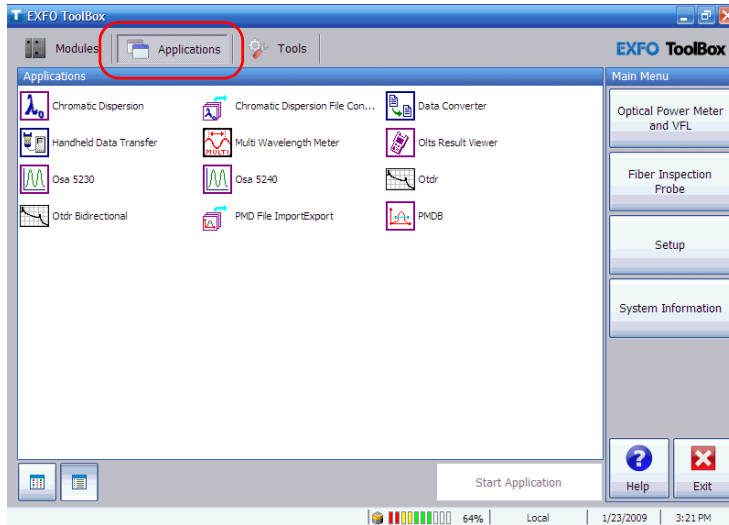 EXFO ToolBox
Modules Applications Tools EXFO ToolBox
Applications
Chromatic Dispersion Chromatic Dispersion File Con... Data Converter
Handheld Data Transfer MULTI Multi Wavelength Meter Olts Result Viewer
Osa 5230 Osa 5240 Otdr
Otdr Bidirectional PMD File ImportExport PMDB
Start Application
Main Menu
Optical Power Meter
and VFL
Fiber Inspection
Probe
Setup
System Information
Help Exit
64% Local 1/23/2009 3:21 PM